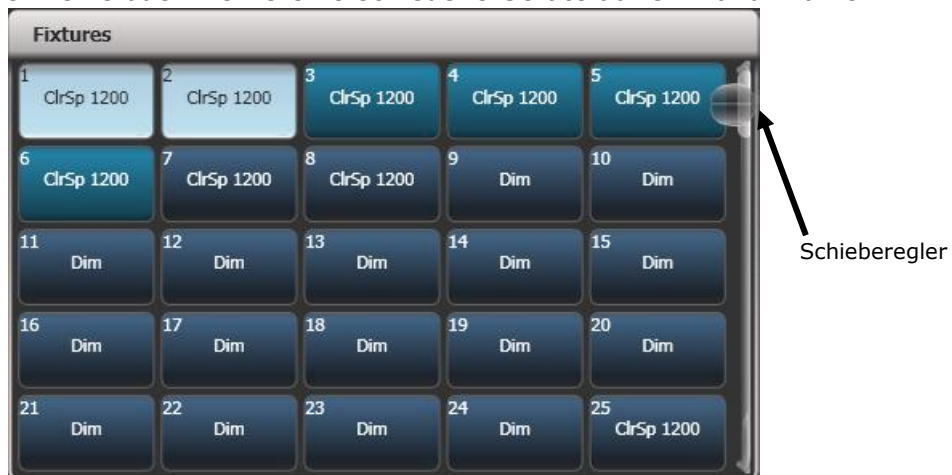 Fixtures
1 2 3 4 5
ClrSp 1200 ClrSp 1200 ClrSp 1200 ClrSp 1200 ClrSp 1200
6 7 8 9 10
ClrSp 1200 ClrSp 1200 ClrSp 1200 Dim Dim
11 12 13 14 15
Dim Dim Dim Dim Dim
Schieberegler
16 17 18 19 20
Dim Dim Dim Dim Dim
21 22 23 24 25
Dim Dim Dim Dim ClrSp 1200